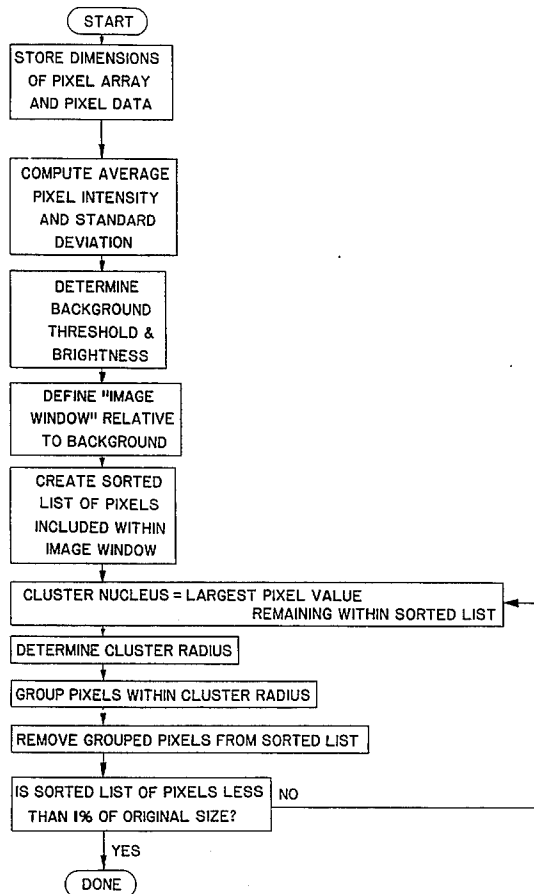 START
STORE DIMENSIONS
OF PIXEL ARRAY
AND PIXEL DATA
COMPUTE AVERAGE
PIXEL INTENSITY
AND STANDARD
DEVIATION
DETERMINE
BACKGROUND
THRESHOLD &
BRIGHTNESS
DEFINE "IMAGE
WINDOW" RELATIVE
TO BACKGROUND
CREATE SORTED
LIST OF PIXELS
INCLUDED WITHIN
IMAGE WINDOW
CLUSTER NUCLEUS = LARGEST PIXEL VALUE
REMAINING WITHIN SORTED LIST
DETERMINE CLUSTER RADIUS
GROUP PIXELS WITHIN CLUSTER RADIUS
REMOVE GROUPED PIXELS FROM SORTED LIST
IS SORTED LIST OF PIXELS LESS
THAN 1% OF ORIGINAL SIZE?
NO
YES
DONE